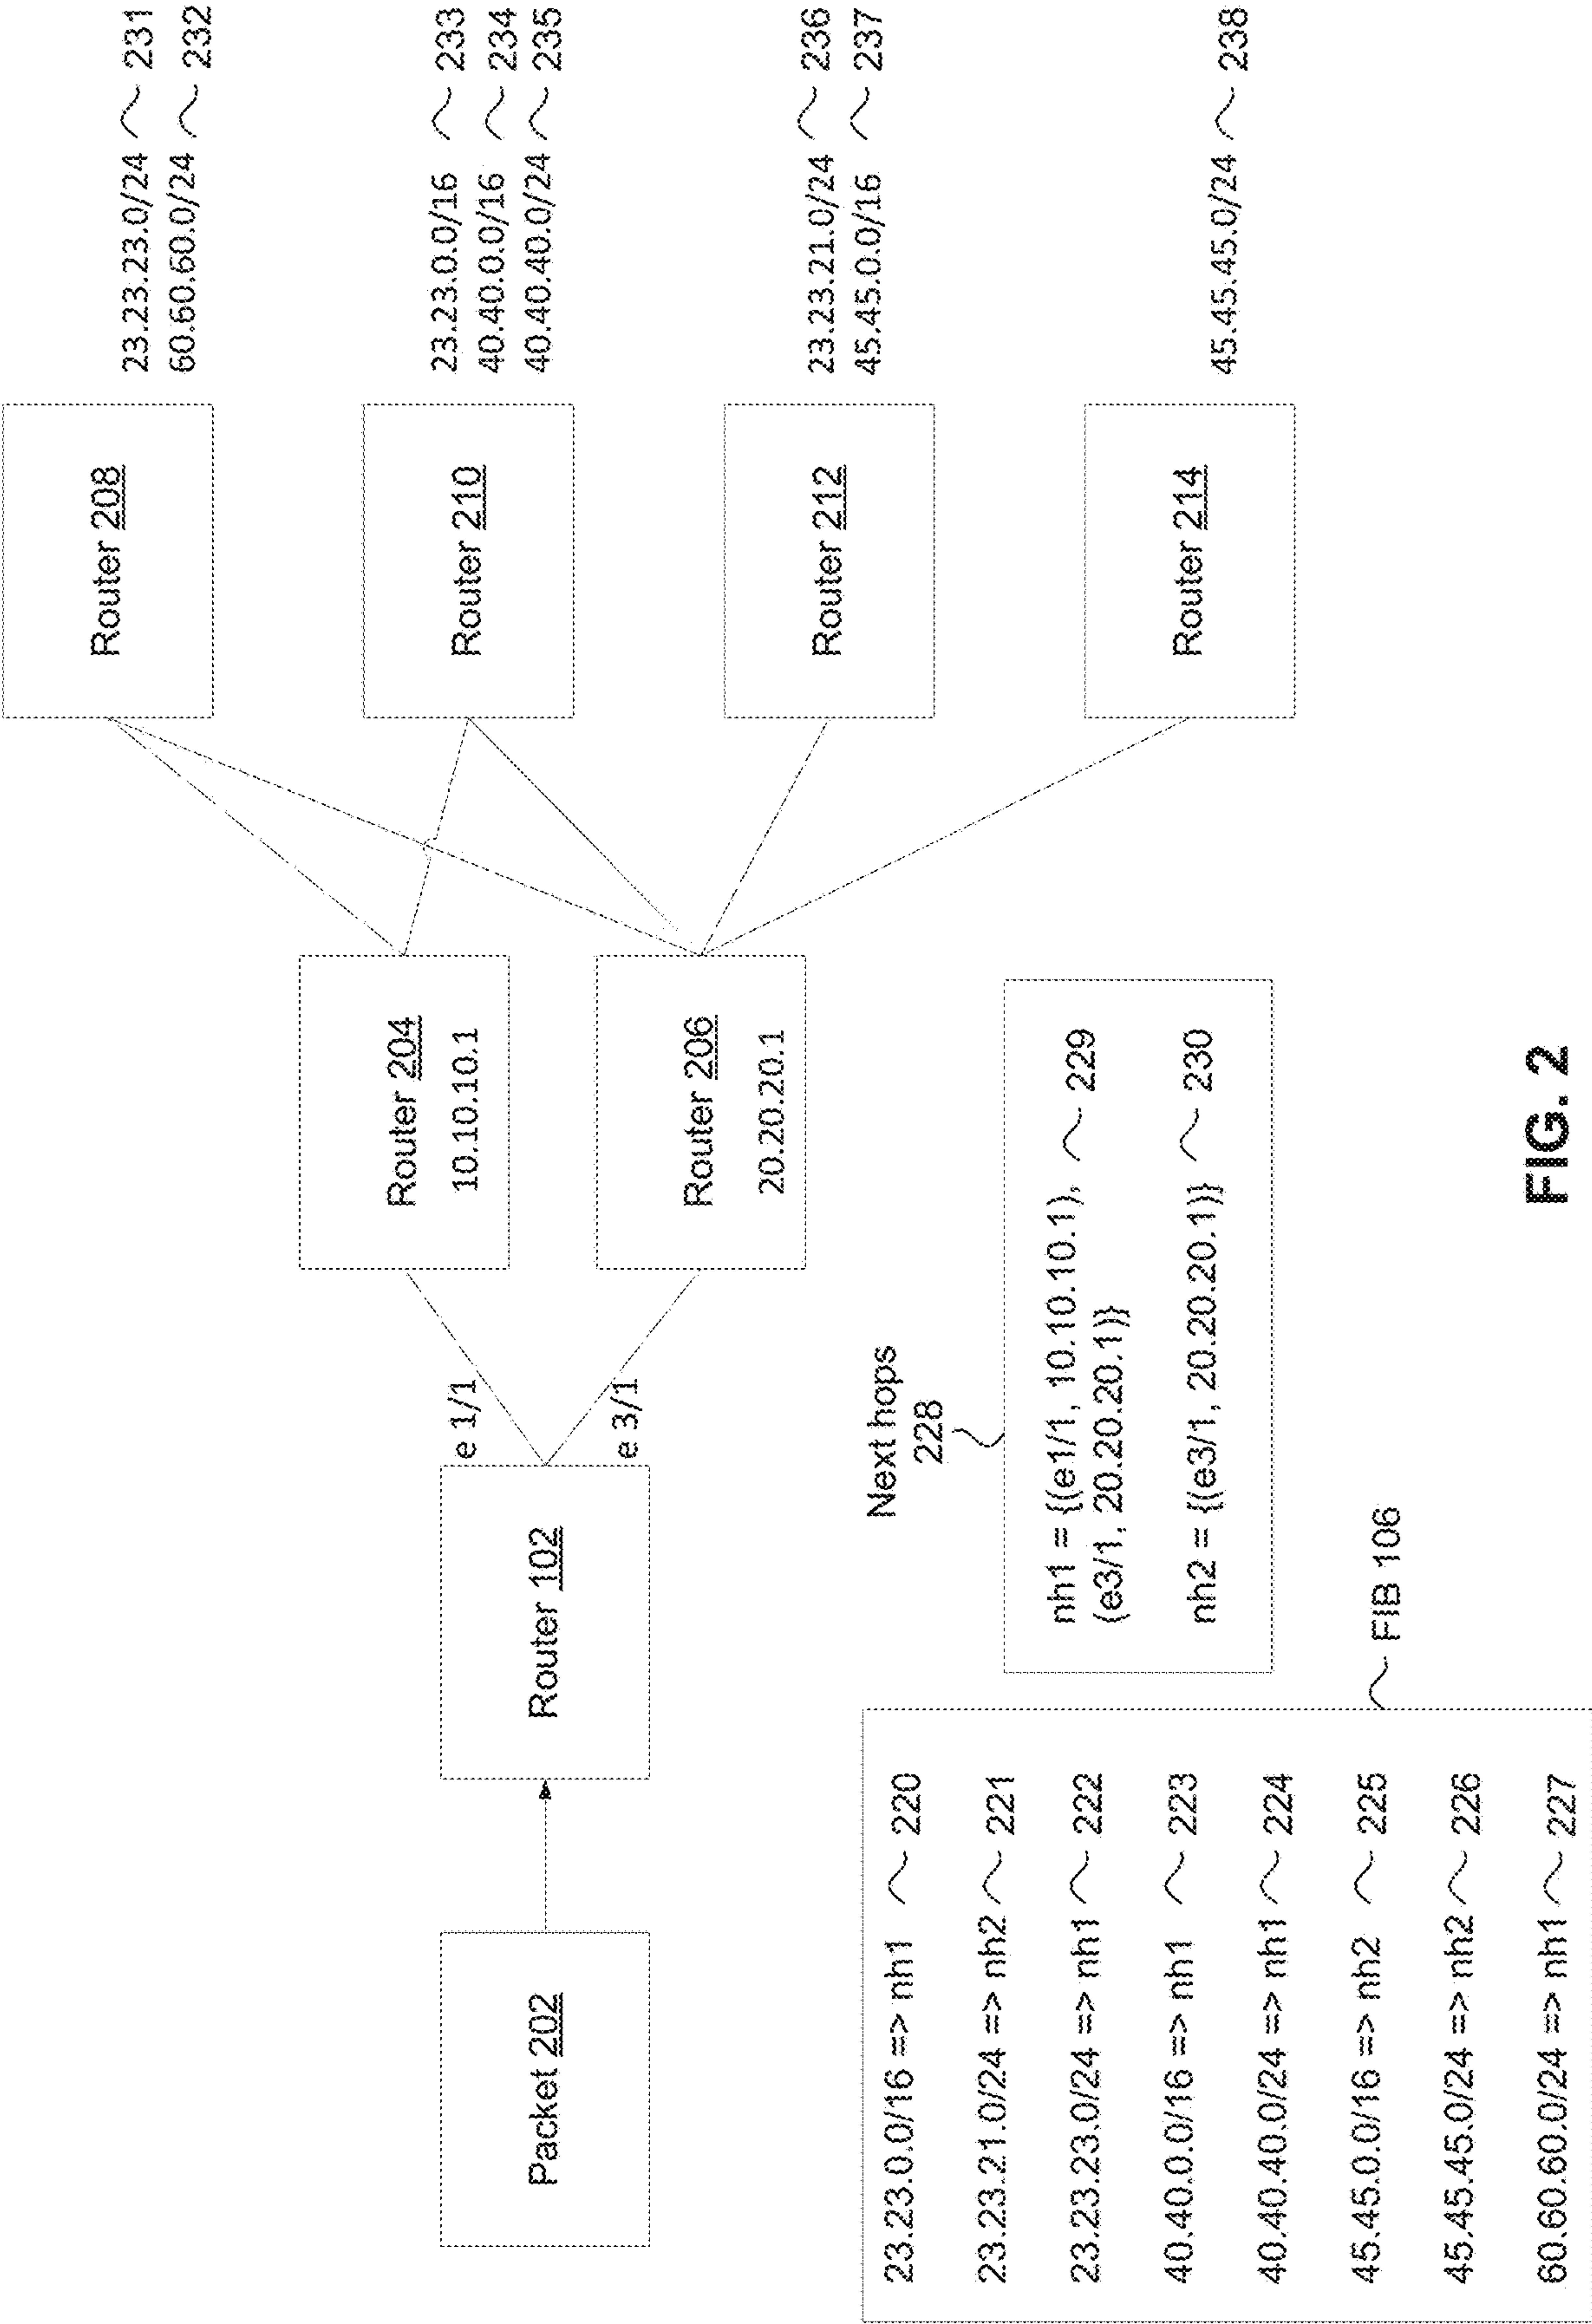 Packet 202
Router 102
e 1/1
e 3/1
Router 204
10.10.10.1
Router 206
20.20.20.1
Router 208
23.23.23.0/24 231
60.60.60.0/24 232
Router 210
23.23.0.0/16 233
40.40.0.0/16 234
40.40.40.0/24 235
Router 212
23.23.21.0/24 236
45.45.0.0/16 237
Router 214
45.45.45.0/24 238
23.23.0.0/16 => nh1 220
23.23.21.0/24 => nh2 221
23.23.23.0/24 => nh1 222
40.40.0.0/16 => nh1 223
40.40.40.0/24 => nh1 224
45.45.0.0/16 => nh2 225
45.45.45.0/24 => nh2 226
60.60.60.0/24 => nh1 227
FIB 106
Next hops
228
nh1 = {(e1/1, 10.10.10.1), 229
(e3/1, 20.20.20.1)}
nh2 = {(e3/1, 20.20.20.1)} 230
FIG. 2